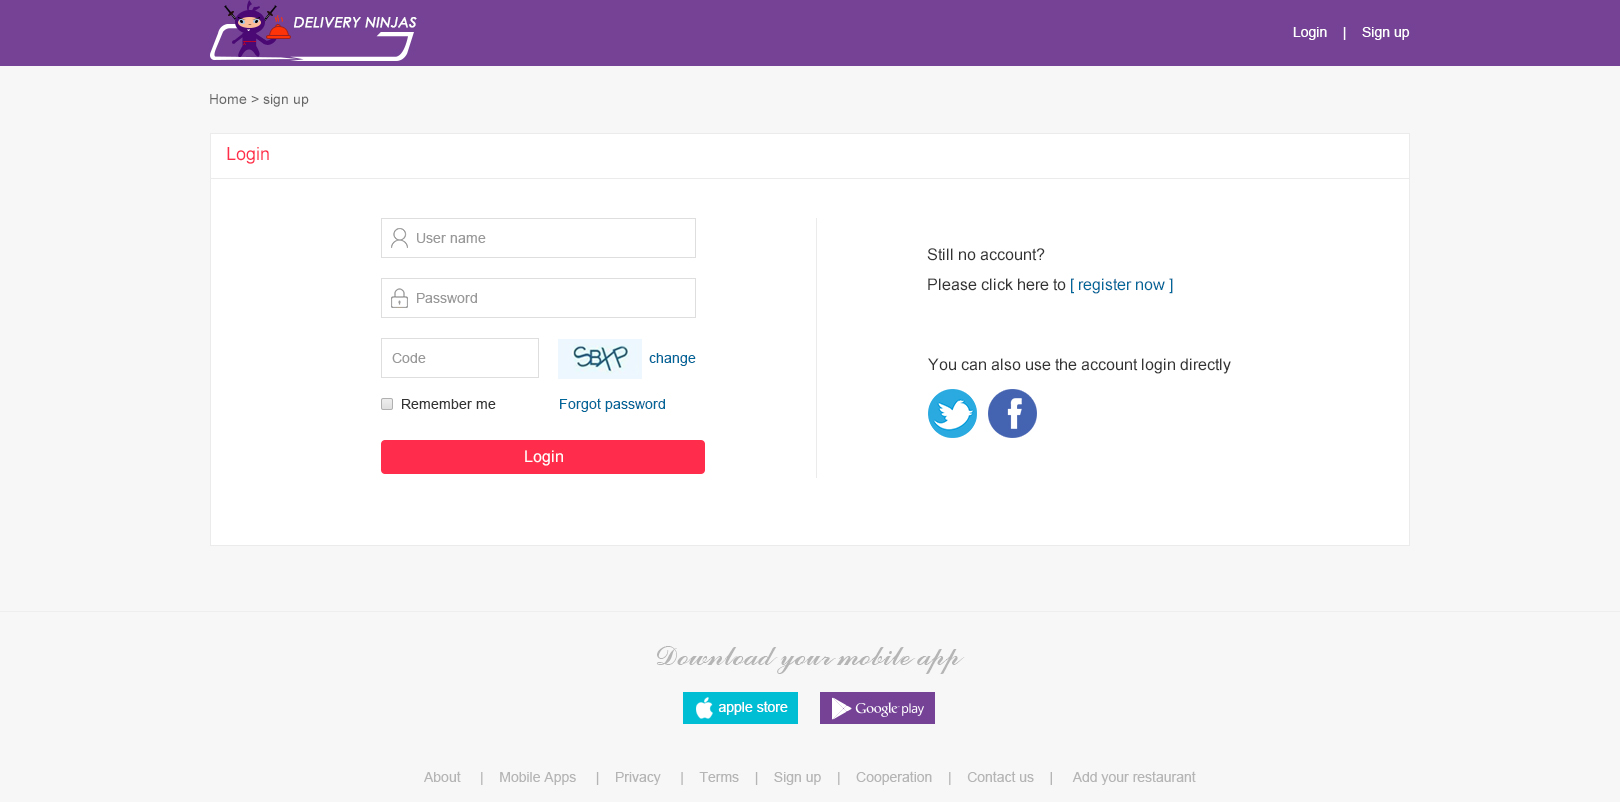 DELIVERY NINJAS
Login | Sign up
Home > sign up
Login
User name
Password
Code
SBXP
change
Remember me
Forgot password
Login
Still no account?
Please click here to [ register now ]
You can also use the account login directly
Download your mobile app
apple store
Google play
About | Mobile Apps | Privacy | Terms | Sign up | Cooperation | Contact us | Add your restaurant